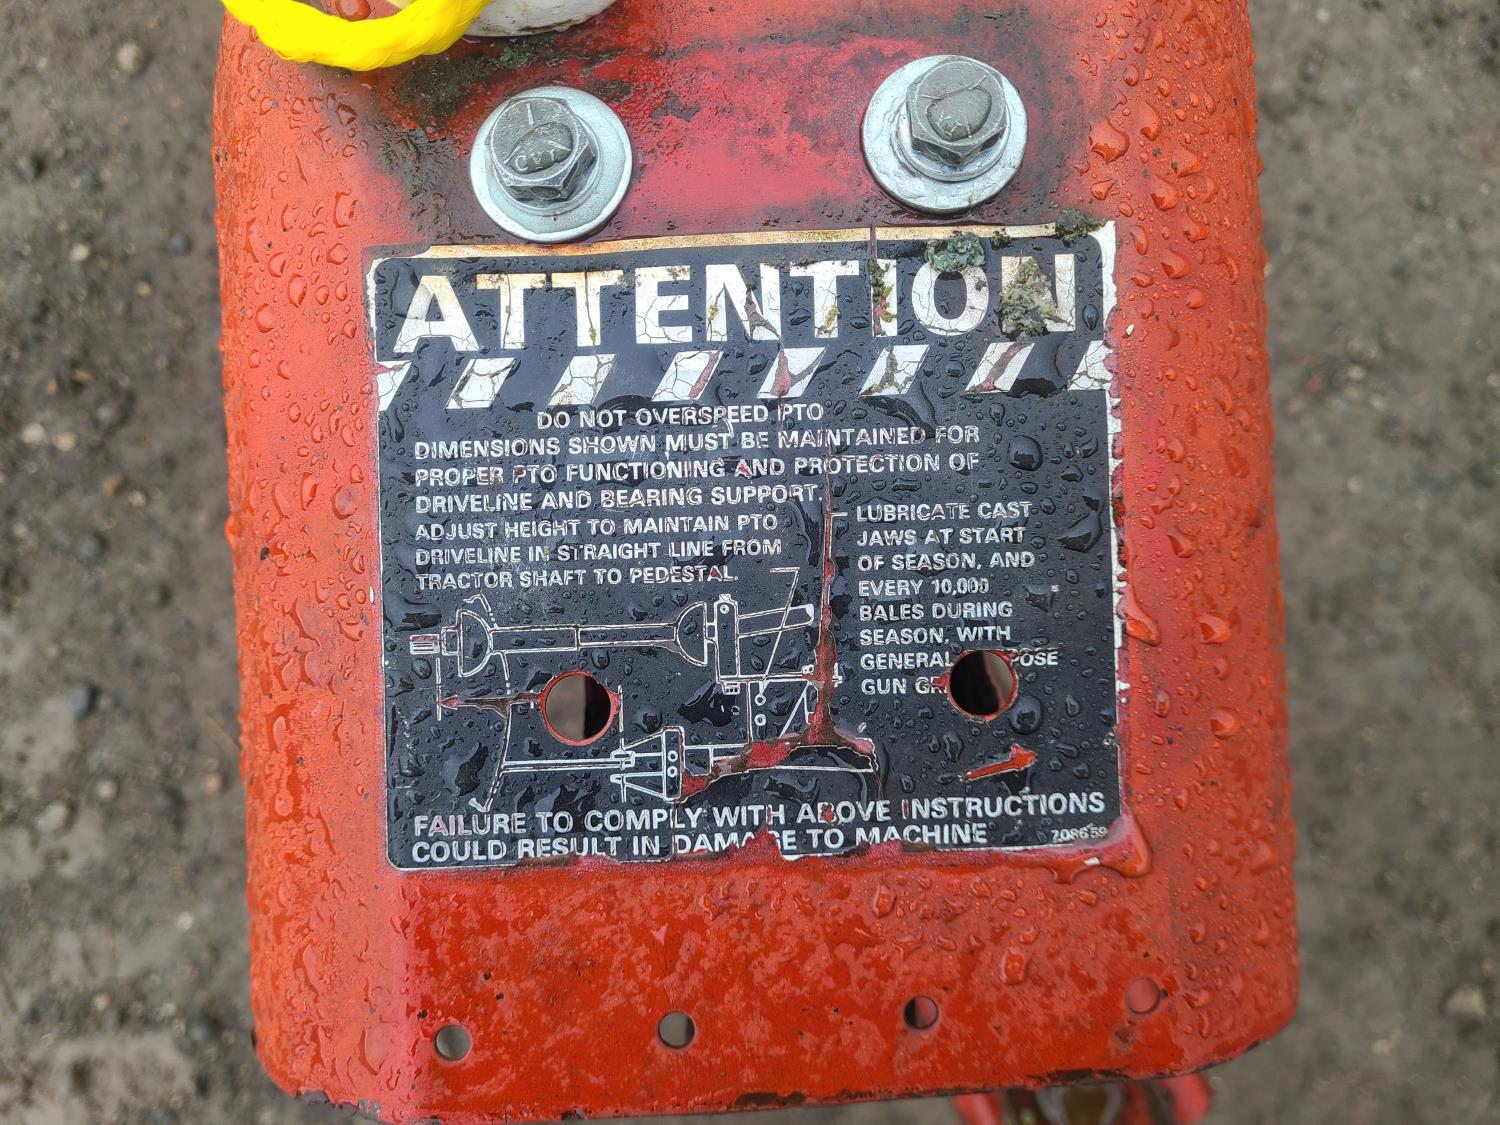 CAT
ATTENTION
DO NOT OVERSPEED PTO
DIMENSIONS SHOWN MUST BE MAINTAINED FOR
PROPER PTO FUNCTIONING AND PROTECTION OF
DRIVELINE AND BEARING SUPPORT.
ADJUST HEIGHT TO MAINTAIN PTO
DRIVELINE IN STRAIGHT LINE FROM
TRACTOR SHAFT TO PEDESTAL.
LUBRICATE CAST
JAWS AT START
OF SEASON, AND
EVERY 10,000
BALES DURING
SEASON, WITH
GENERAL
GUN
FAILURE TO COMPLY WITH ABOVE INSTRUCTIONS
COULD RESULT IN DAMAGE TO MACHINE
708659